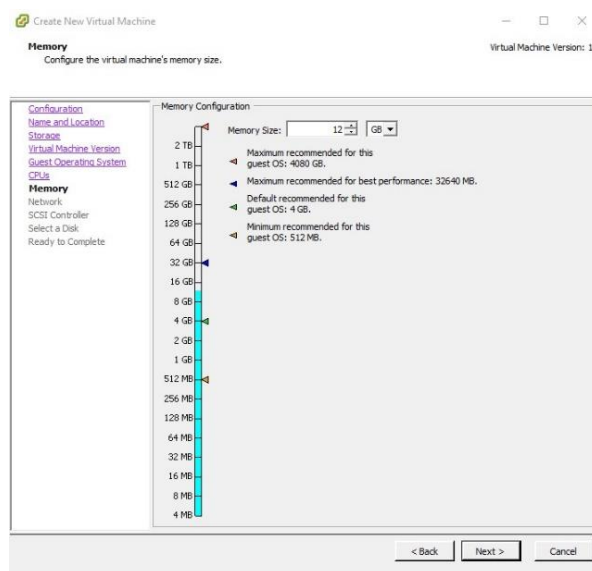 Create New Virtual Machine
Memory
Configure the virtual machine's memory size.
Virtual Machine Version: 1
Configuration
Name and Location
Storage
Virtual Machine Version
Guest Operating System
CPUs
Memory
Network
SCSI Controller
Select a Disk
Ready to Complete
Memory Configuration
Memory Size: 12 GB
2 TB
1 TB
512 GB
256 GB
128 GB
64 GB
32 GB
16 GB
8 GB
4 GB
2 GB
1 GB
512 MB
256 MB
128 MB
64 MB
32 MB
16 MB
8 MB
4 MB
Maximum recommended for this
guest OS: 4080 GB.
Maximum recommended for best performance: 32640 MB.
Default recommended for this
guest OS: 4 GB.
Minimum recommended for this
guest OS: 512 MB.
< Back
Next >
Cancel